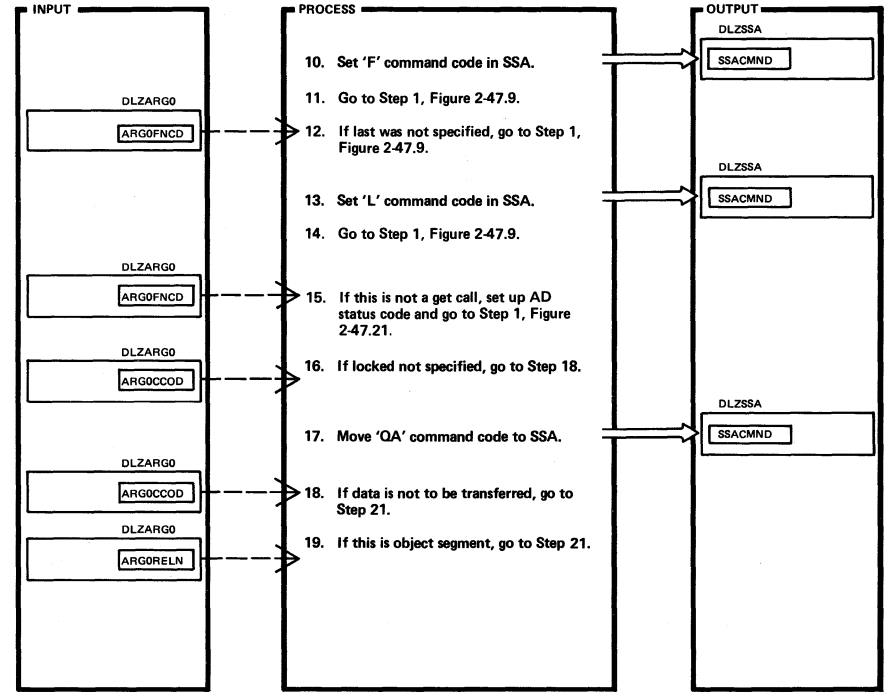 INPUT
PROCESS
OUTPUT
DLZSSA
10. Set 'F' command code in SSA.
SSACMND
11. Go to Step 1, Figure 2-47.9.
DLZARG0
ARG0FNCD
12. If last was not specified, go to Step 1,
Figure 2-47.9.
DLZSSA
13. Set 'L' command code in SSA.
SSACMND
14. Go to Step 1, Figure 2-47.9.
DLZARG0
ARG0FNCD
15. If this is not a get call, set up AD
status code and go to Step 1, Figure
2-47.21.
DLZARG0
ARG0CCOD
16. If locked not specified, go to Step 18.
DLZSSA
17. Move 'QA' command code to SSA.
SSACMND
DLZARG0
ARG0CCOD
18. If data is not to be transferred, go to
Step 21.
DLZARG0
ARG0RELN
19. If this is object segment, go to Step 21.